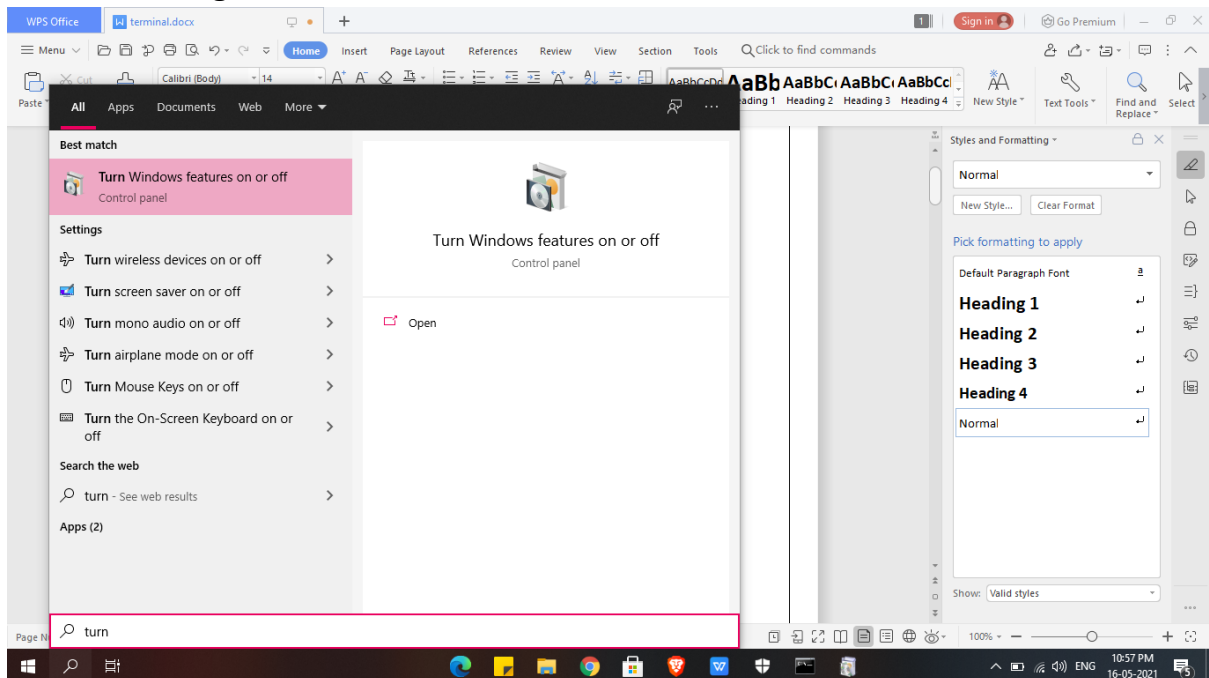 WPS Office
terminal.docx
1
Sign in
Go Premium
Menu
Home
Insert
Page Layout
References
Review
View
Section
Tools
Click to find commands
Cut
Calibri (Body)
14
Paste
AaBbCcDd
AaBb
AaBbC
AaBbC
AaBbCc
Heading 2
Heading 3
Heading 4
New Style
Text Tools
Find and
Replace
Select
All
Apps
Documents
Web
More
Best match
Turn Windows features on or off
Control panel
Settings
Turn wireless devices on or off
Turn screen saver on or off
Turn mono audio on or off
Turn airplane mode on or off
Turn Mouse Keys on or off
Turn the On-Screen Keyboard on or
off
Search the web
turn - See web results
Apps (2)
Turn Windows features on or off
Control panel
Open
Styles and Formatting
Normal
New Style...
Clear Format
Pick formatting to apply
Default Paragraph Font
a
Heading 1
Heading 2
Heading 3
Heading 4
Normal
Show:
Valid styles
turn
Page
100%
ENG
10:57 PM
16-05-2021
5